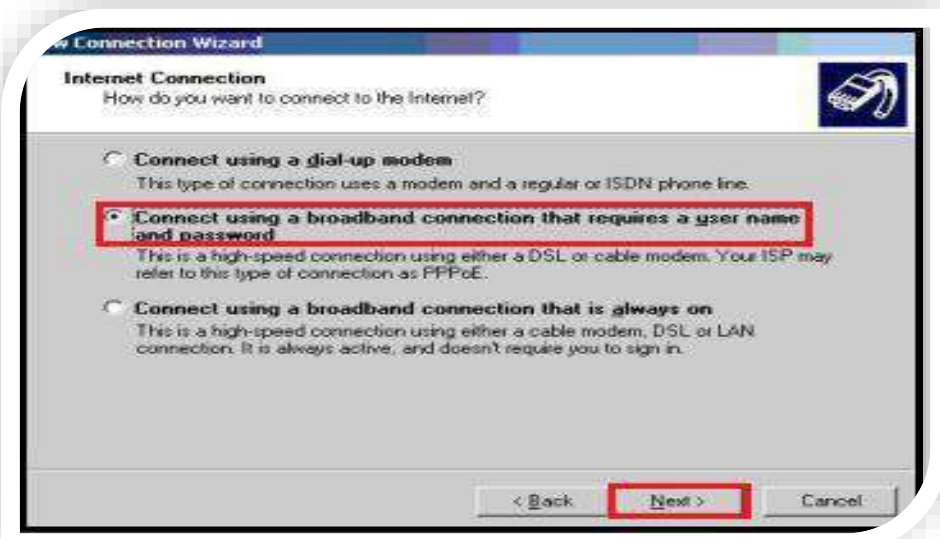 w Connection Wizard
Internet Connection
How do you want to connect to the Internet?
Connect using a dial-up modem
This type of connection uses a modem and a regular or ISDN phone line.
Connect using a broadband connection that requires a user name
and password
This is a high-speed connection using either a DSL or cable modem. Your ISP may
refer to this type of connection as PPPoE.
Connect using a broadband connection that is always on
This is a high-speed connection using either a cable modem, DSL or LAN
connection. It is always active, and doesn't require you to sign in.
< Back Next > Cancel